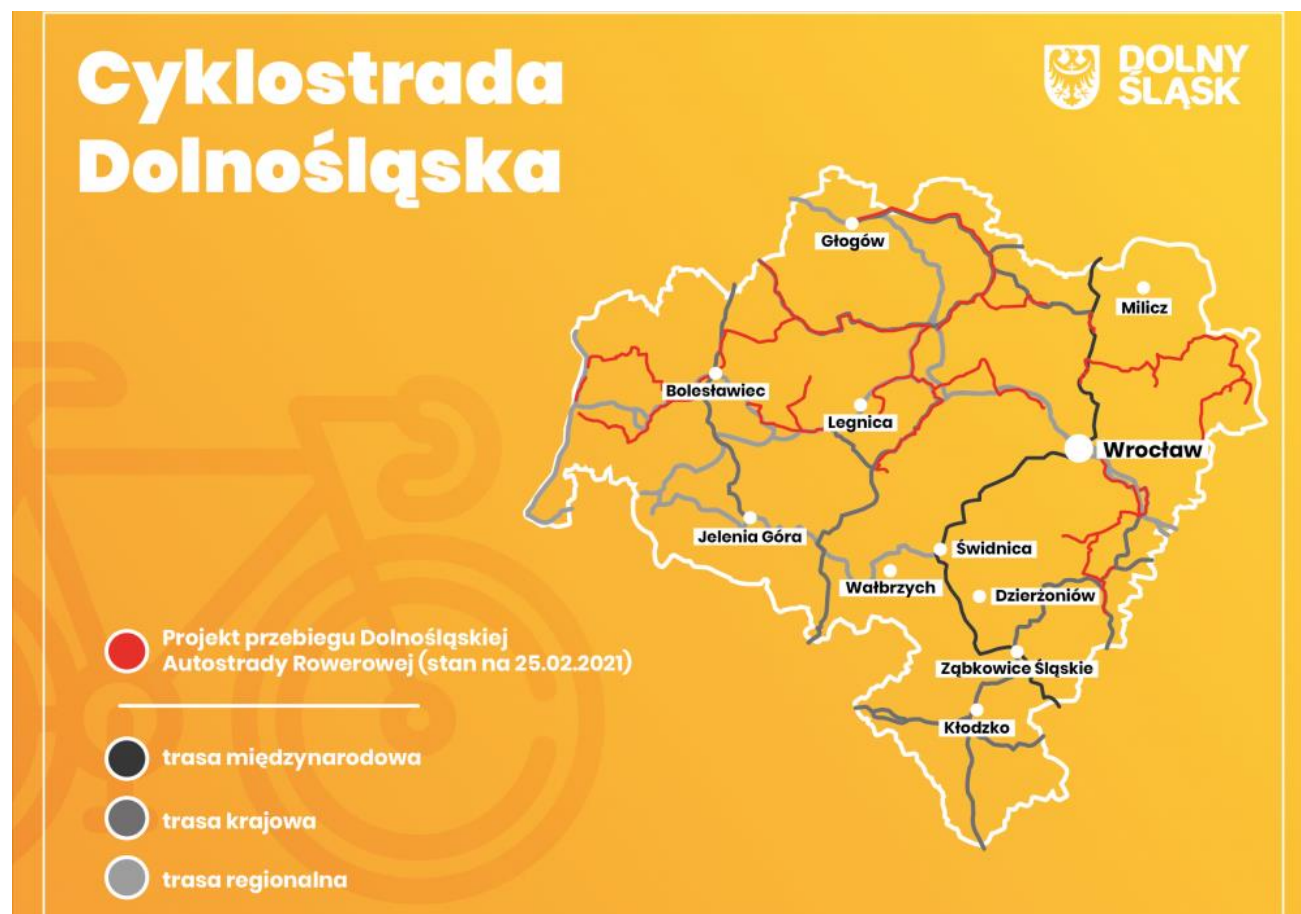 Cyklostrada
Dolnośląska
DOLNY
ŚLĄSK
Głogów
Milicz
Bolesławiec
Legnica
Wrocław
Jelenia Góra
Świdnica
Wałbrzych
Dzierżoniów
Ząbkowice Śląskie
Kłodzko
Projekt przebiegu Dolnośląskiej
Autostrady Rowerowej (stan na 25.02.2021)
trasa międzynarodowa
trasa krajowa
trasa regionalna